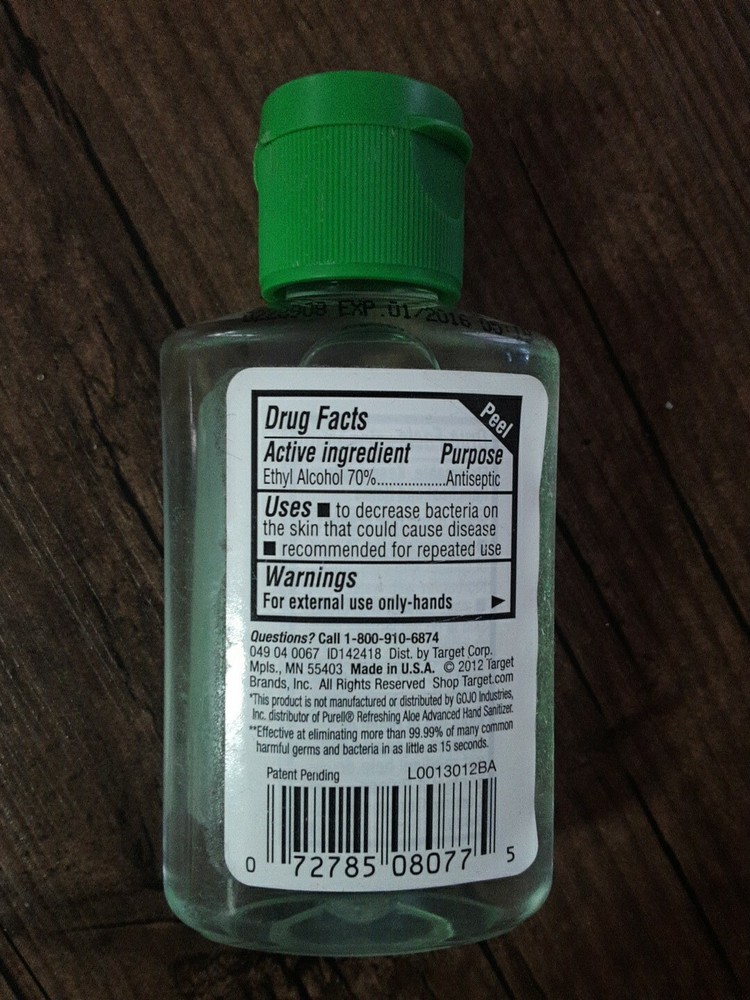 EXP.01/2016
Peel
Drug Facts
Active ingredient Purpose
Ethyl Alcohol 70%...................Antiseptic
Uses ■ to decrease bacteria on
the skin that could cause disease
■ recommended for repeated use
Warnings
For external use only-hands ►
Questions? Call 1-800-910-6874
049 04 0067 ID142418 Dist. by Target Corp.
Mpls., MN 55403 Made in U.S.A. © 2012 Target
Brands, Inc. All Rights Reserved Shop Target.com
*This product is not manufactured or distributed by GOJO Industries,
Inc. distributor of Purell® Refreshing Aloe Advanced Hand Sanitizer.
**Effective at eliminating more than 99.99% of many common
harmful germs and bacteria in as little as 15 seconds.
Patent Pending L0013012BA
0 72785 08077 5